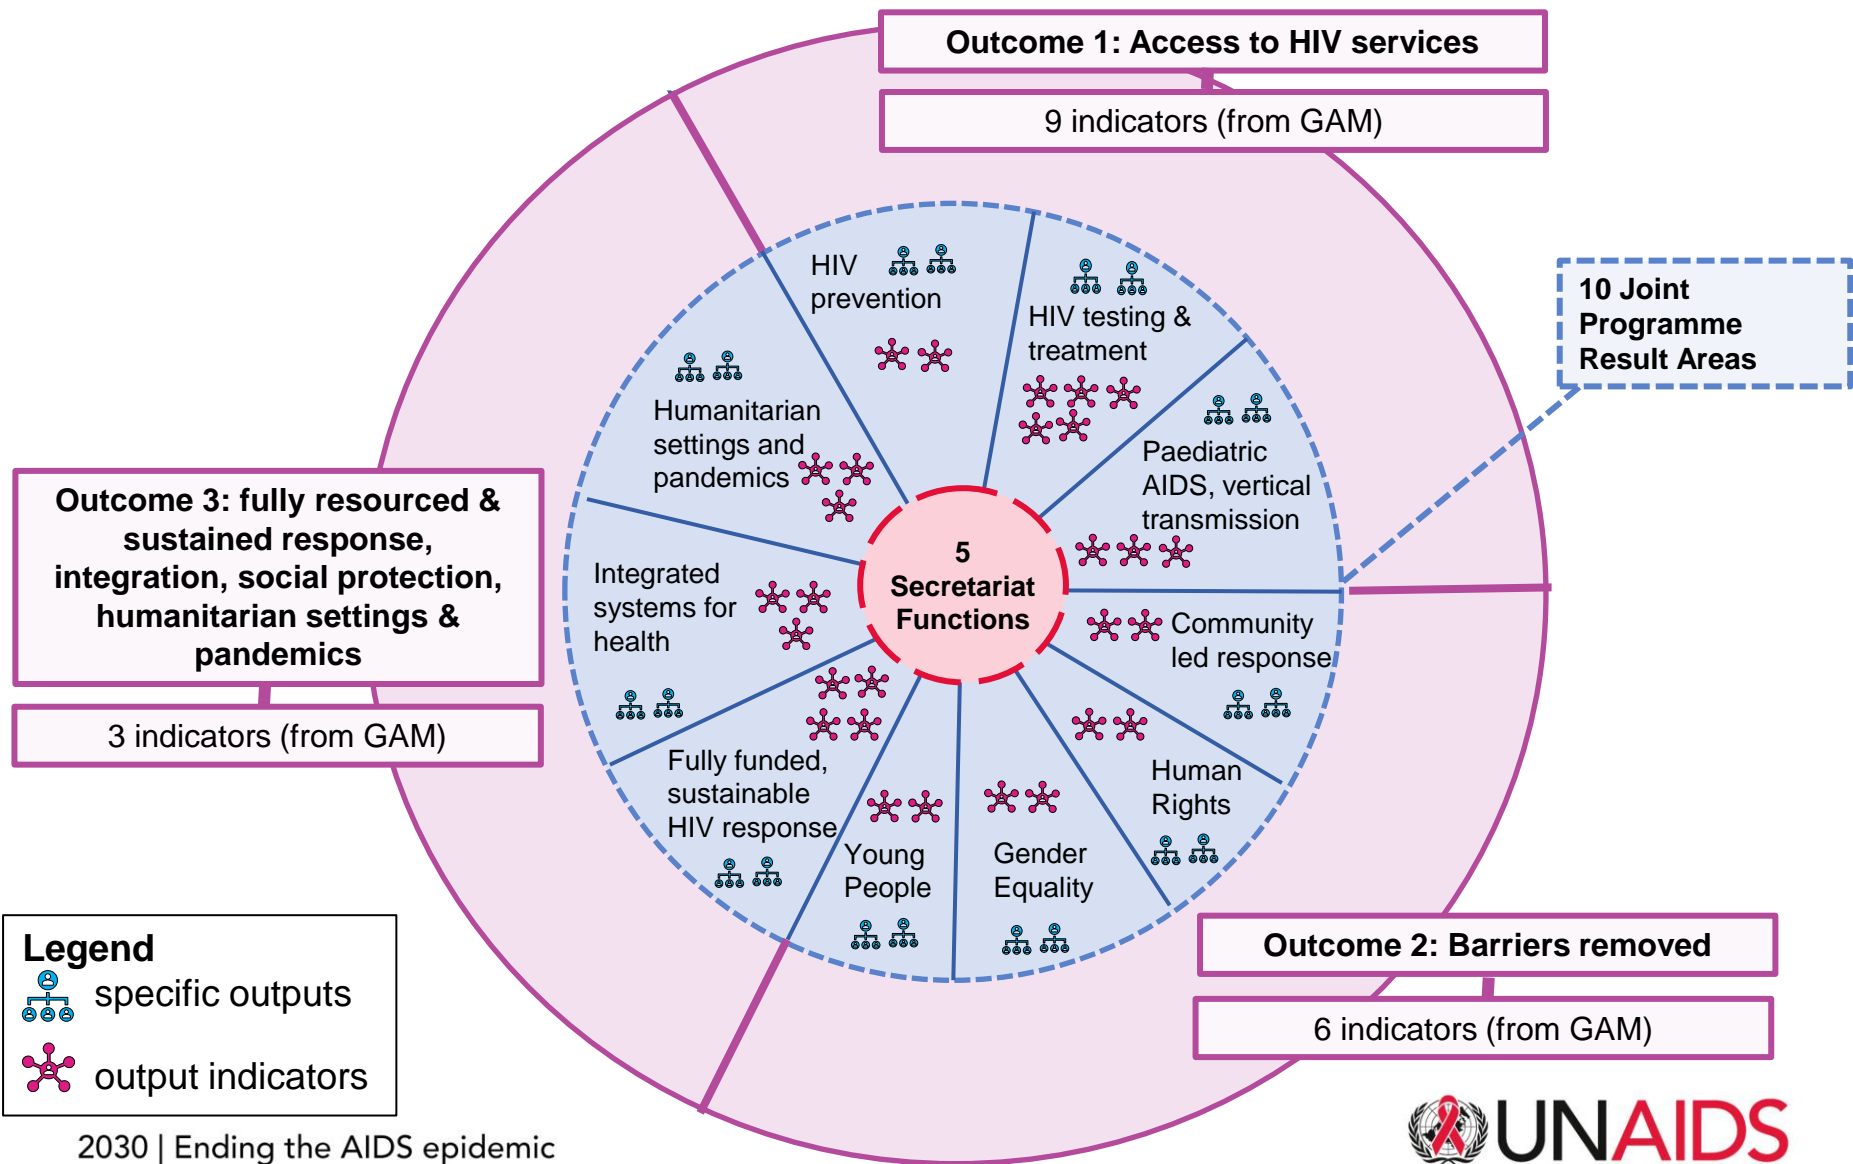 Outcome 1: Access to HIV services
9 indicators (from GAM)
10 Joint
Programme
Result Areas
HIV
prevention
HIV testing &
treatment
Paediatric
AIDS, vertical
transmission
Humanitarian
settings and
pandemics
Integrated
systems for
health
Fully funded,
sustainable
HIV response
Young
People
Gender
Equality
Human
Rights
Community
led response
5
Secretariat
Functions
Outcome 3: fully resourced &
sustained response,
integration, social protection,
humanitarian settings &
pandemics
3 indicators (from GAM)
Outcome 2: Barriers removed
6 indicators (from GAM)
Legend
specific outputs
output indicators
2030 | Ending the AIDS epidemic
UNAIDS